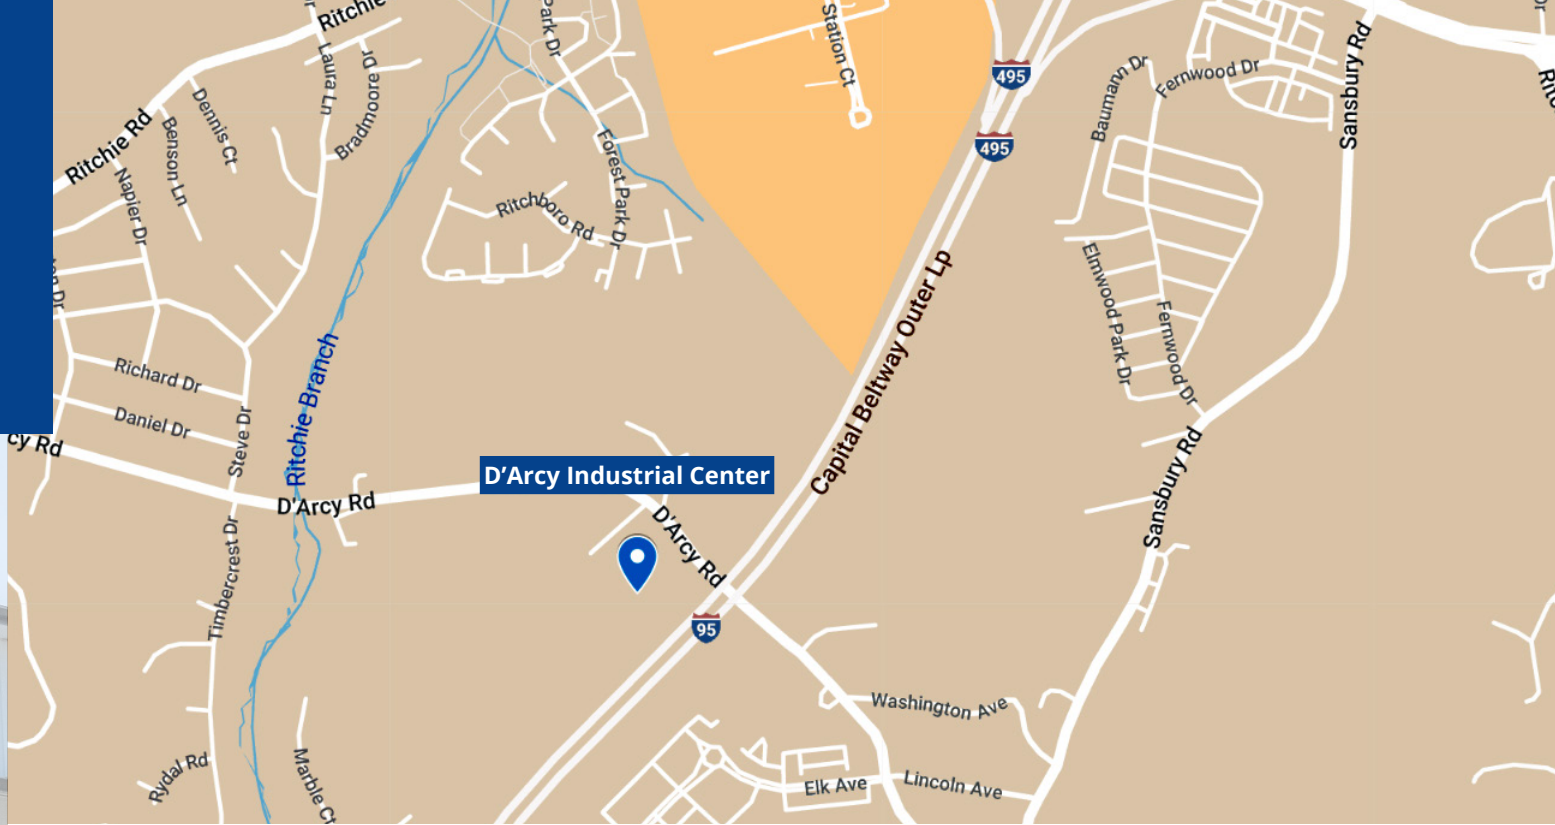 Ritchie
Park Dr
Station Ct
495
Fernwood Dr
Baumann Dr
Sansbury Rd
Laura Ln
Bradmoore Dr
Dennis Ct
Ritchie Rd
Benson Ln
495
Napier Dr
Forest Park Dr
Ritchboro Rd
Elmwood Park Dr
Capital Beltway Outer Lp
Fernwood Dr
Ritchie Branch
Richard Dr
Daniel Dr
Steve Dr
cy Rd
D’Arcy Industrial Center
D'Arcy Rd
D'Arcy Rd
Sansbury Rd
Timbercrest Dr
95
Washington Ave
Rydal Rd
Marble Ct
Elk Ave
Lincoln Ave